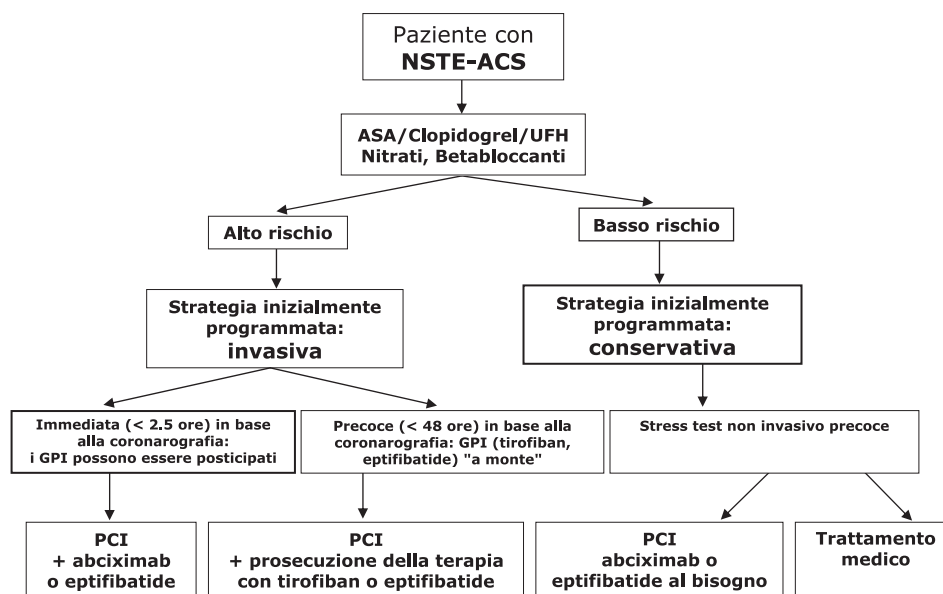 Paziente con
NSTE-ACS
ASA/Clopidogrel/UFH
Nitrati, Betabloccanti
Alto rischio
Basso rischio
Strategia inizialmente
programmata:
invasiva
Strategia inizialmente
programmata:
conservativa
Immediata (< 2.5 ore) in base
alla coronarografia:
i GPI possono essere posticipati
Precoce (< 48 ore) in base alla
coronarografia: GPI (tirofiban,
eptifibatide) "a monte"
Stress test non invasivo precoce
PCI
+ abciximab
o eptifibatide
PCI
+ prosecuzione della terapia
con tirofiban o eptifibatide
PCI
abciximab o
eptifibatide al bisogno
Trattamento
medico